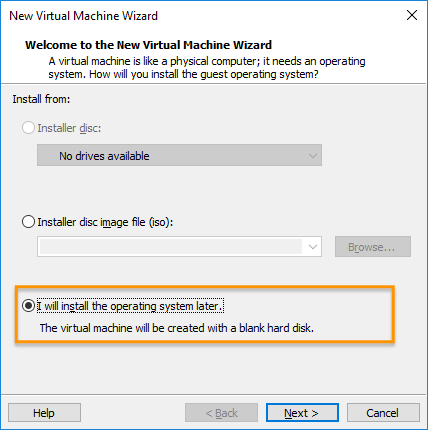 New Virtual Machine Wizard
Welcome to the New Virtual Machine Wizard
A virtual machine is like a physical computer; it needs an operating
system. How will you install the guest operating system?
Install from:
Installer disc:
No drives available
Installer disc image file (iso):
Browse...
I will install the operating system later.
The virtual machine will be created with a blank hard disk.
Help
< Back
Next >
Cancel